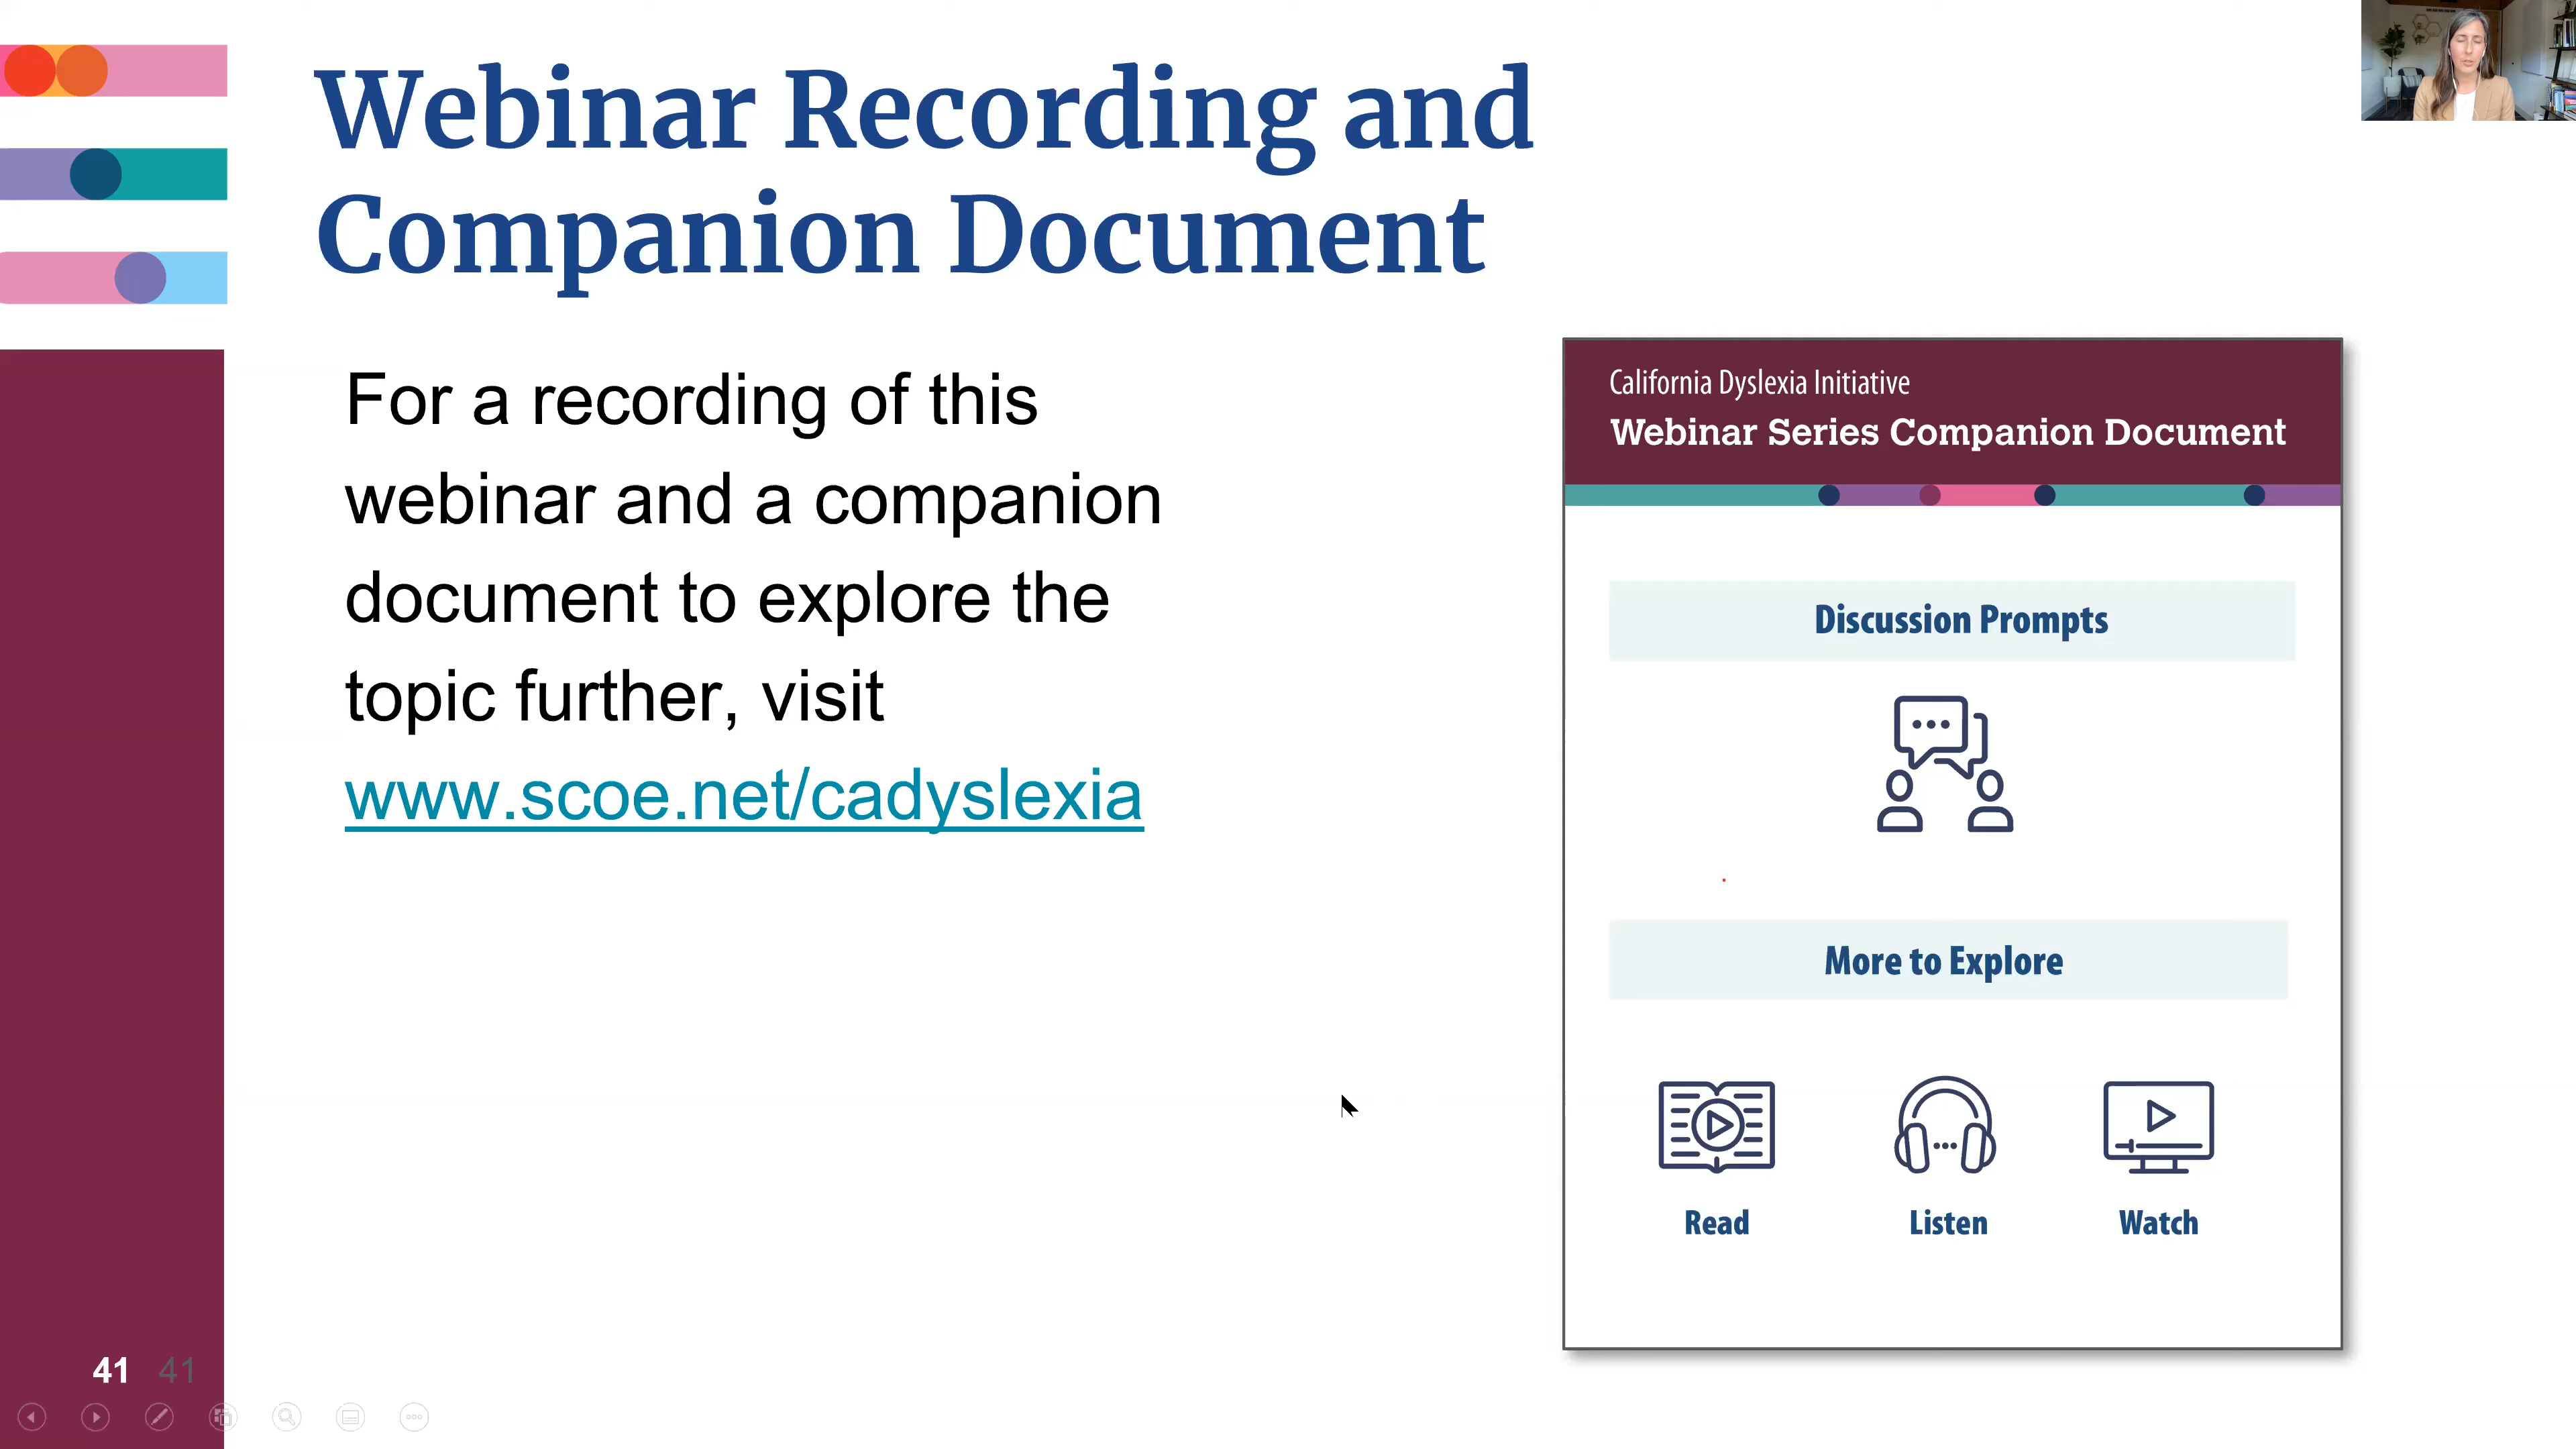 Webinar Recording and
Companion Document
For a recording of this
webinar and a companion
document to explore the
topic further, visit
www.scoe.net/cadyslexia
California Dyslexia Initiative
Webinar Series Companion Document
Discussion Prompts
More to Explore
Read
Listen
Watch
41 41